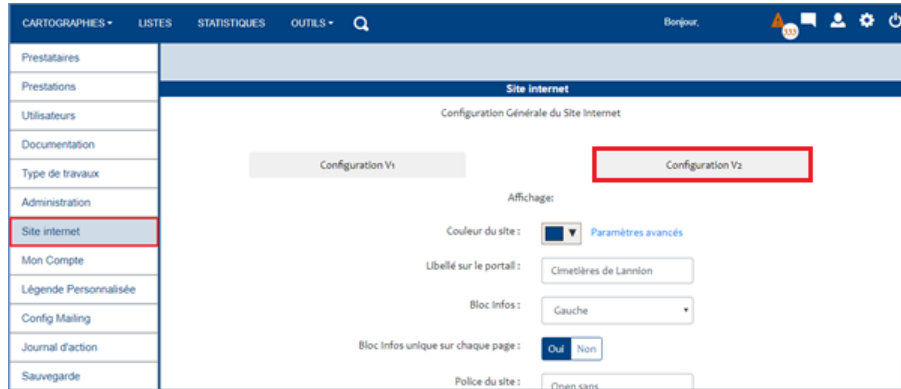 CARTOGRAPHIES LISTES STATISTIQUES OUTILS Bonjour, 333
Prestataires
Prestations
Site internet
Utilisateurs
Configuration Générale du Site Internet
Documentation
Type de travaux
Configuration V1 Configuration V2
Administration
Affichage:
Site internet
Couleur du site : Paramètres avancés
Mon Compte
Libellé sur le portail : Cimetières de Lannion
Légende Personnalisée
Bloc Infos : Gauche
Config Mailing
Journal d'action
Bloc Infos unique sur chaque page : Oui Non
Sauvegarde
Police du site : Open sans